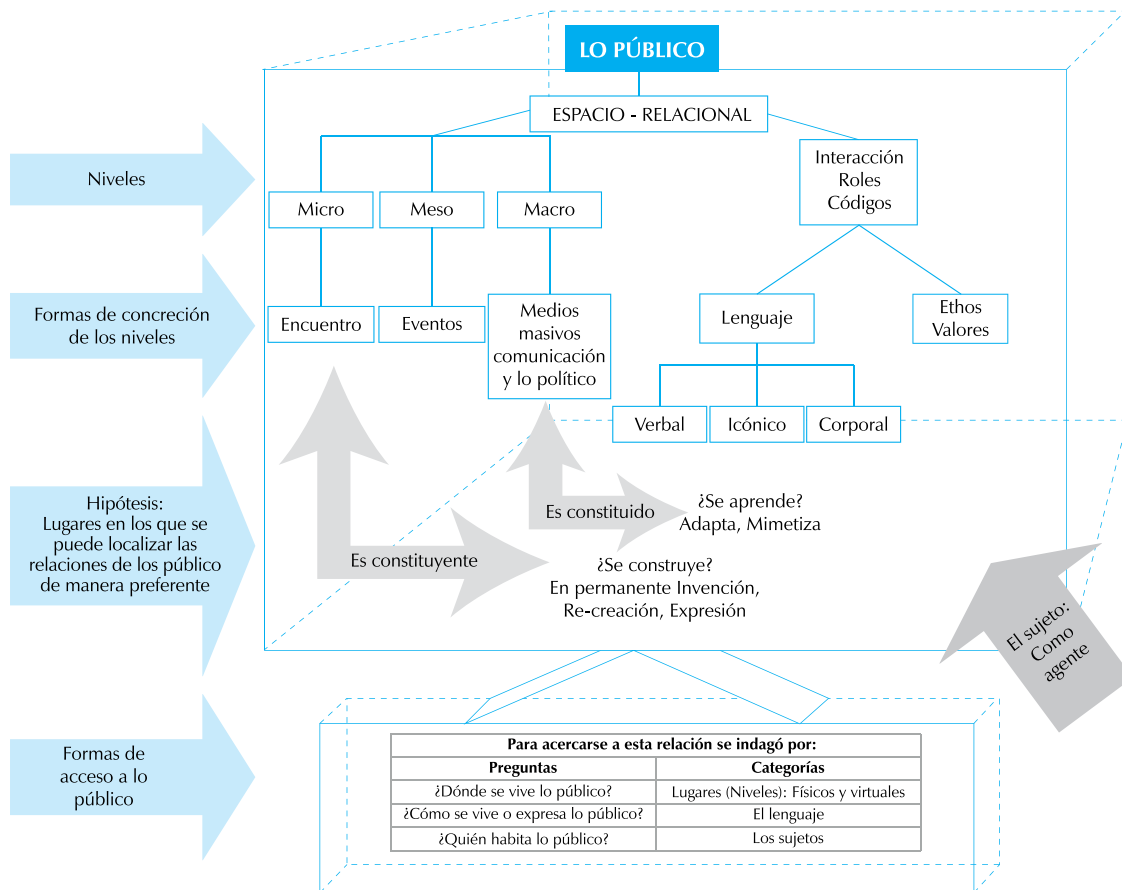 LO PÚBLICO
ESPACIO - RELACIONAL
Niveles
Micro
Meso
Macro
Interacción
Roles
Códigos
Formas de concreción
de los niveles
Encuentro
Eventos
Medios
masivos
comunicación
y lo político
Lenguaje
Ethos
Valores
Verbal
Icónico
Corporal
Hipótesis:
Lugares en los que se
puede localizar las
relaciones de los público
de manera preferente
Es constituido
¿Se aprende?
Adapta, Mimetiza
Es constituyente
¿Se construye?
En permanente Invención,
Re-creación, Expresión
El sujeto:
Como
agente
Formas de
acceso a lo
público
Para acercarse a esta relación se indagó por:
Preguntas
Categorías
¿Dónde se vive lo público?
Lugares (Niveles): Físicos y virtuales
¿Cómo se vive o expresa lo público?
El lenguaje
¿Quién habita lo público?
Los sujetos